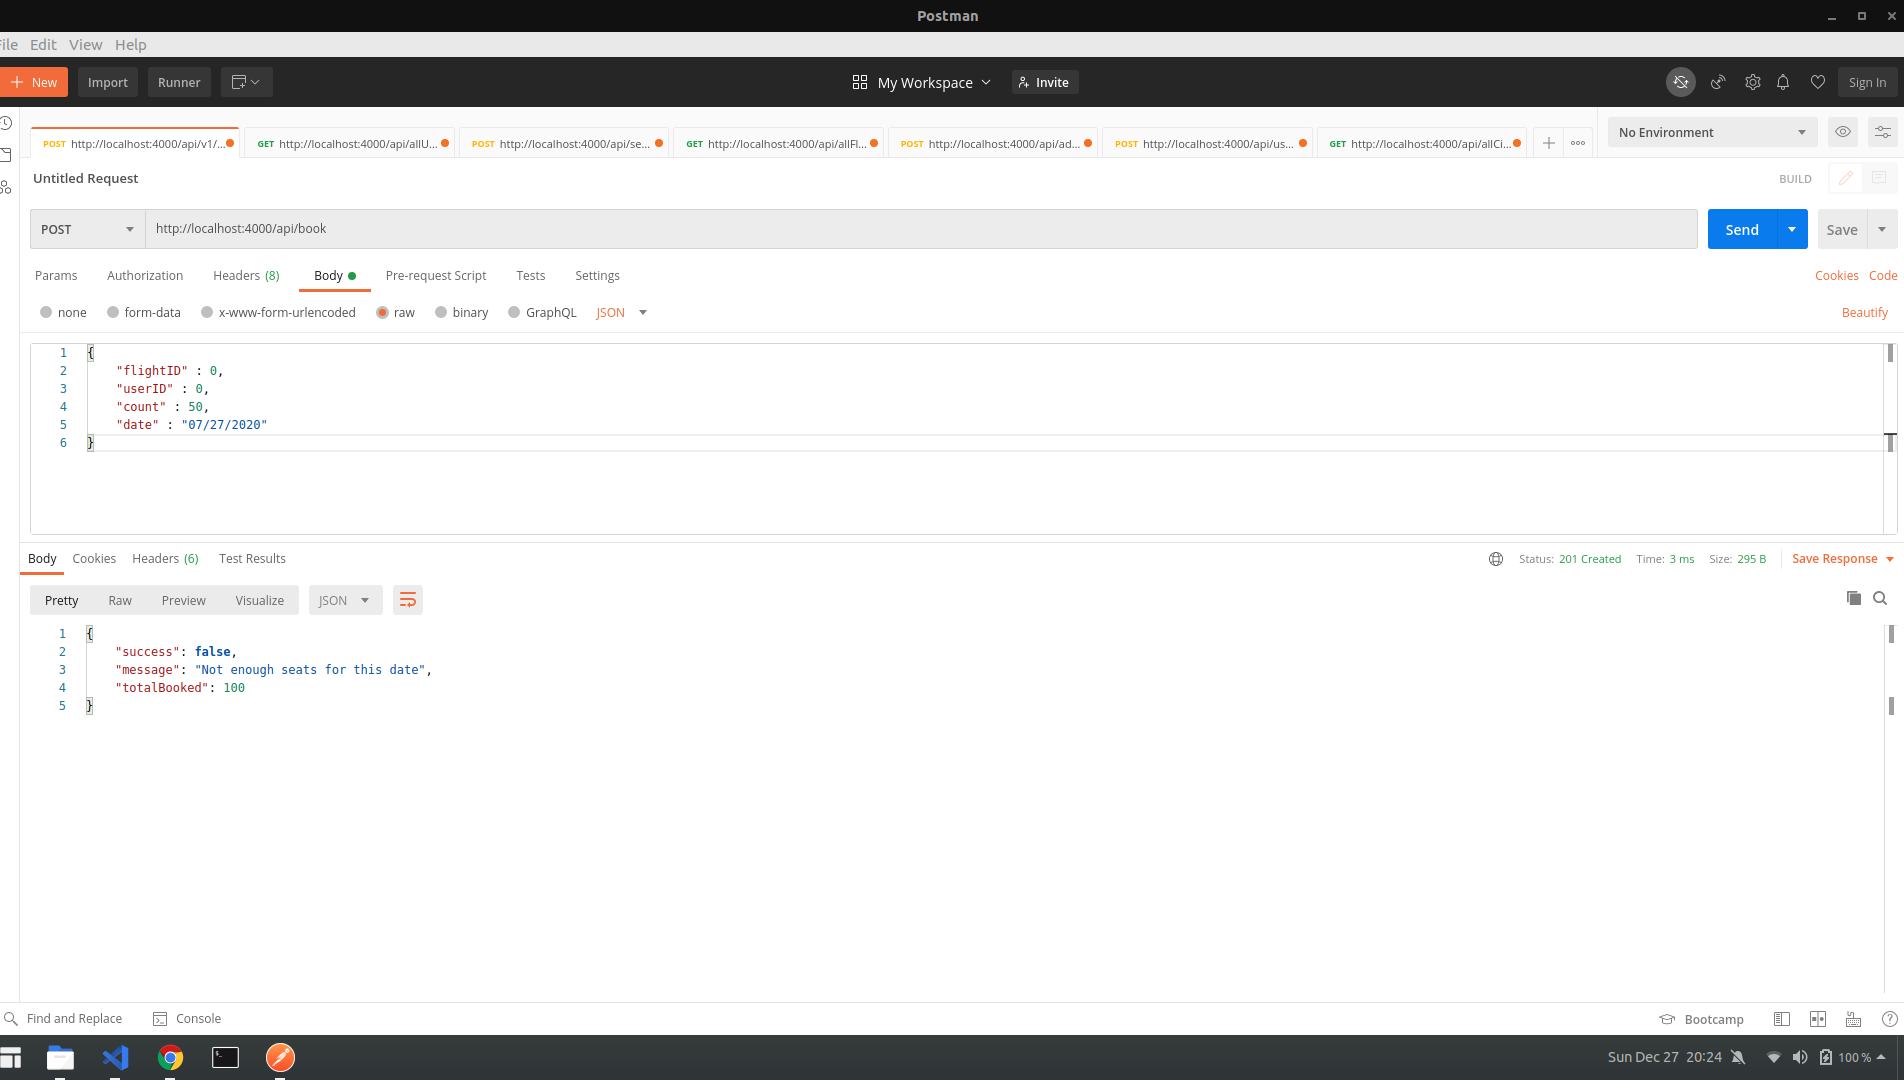 Postman
File Edit View Help
New Import Runner My Workspace Invite Sign In
POST http://localhost:4000/api/v1/... GET http://localhost:4000/api/allU... POST http://localhost:4000/api/se... GET http://localhost:4000/api/allFl... POST http://localhost:4000/api/ad... POST http://localhost:4000/api/us... GET http://localhost:4000/api/allCi... No Environment
Untitled Request BUILD
POST http://localhost:4000/api/book Send Save
Params Authorization Headers (8) Body Pre-request Script Tests Settings Cookies Code
none form-data x-www-form-urlencoded raw binary GraphQL JSON Beautify
1 {
2 "flightID" : 0,
3 "userID" : 0,
4 "count" : 50,
5 "date" : "07/27/2020"
6 }
Body Cookies Headers (6) Test Results Status: 201 Created Time: 3 ms Size: 295 B Save Response
Pretty Raw Preview Visualize JSON
1 {
2 "success": false,
3 "message": "Not enough seats for this date",
4 "totalBooked": 100
5 }
Find and Replace Console Bootcamp
Sun Dec 27 20:24 100 %